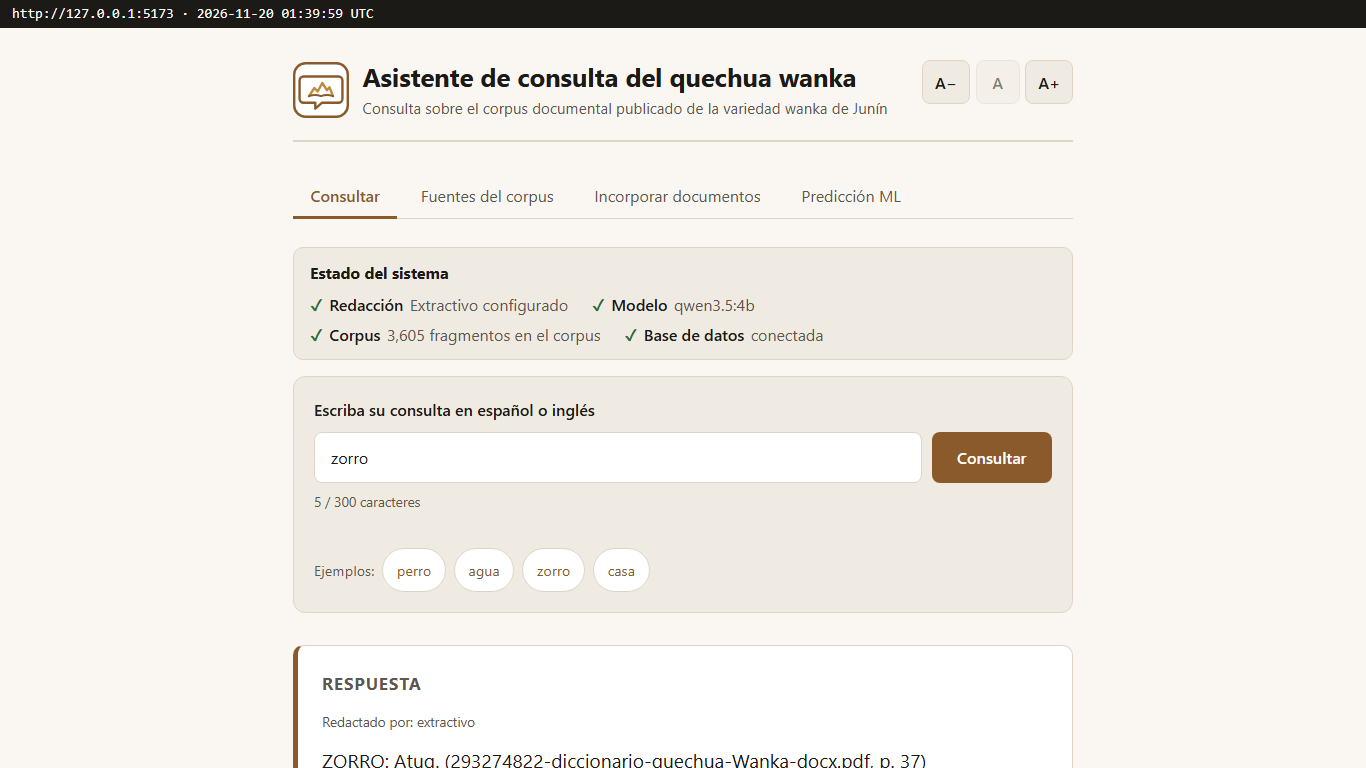 http://127.0.0.1:5173 · 2026-11-20 01:39:59 UTC
Asistente de consulta del quechua wanka
Consulta sobre el corpus documental publicado de la variedad wanka de Junín
A− A A+
Consultar Fuentes del corpus Incorporar documentos Predicción ML
Estado del sistema
✓ Redacción Extractivo configurado ✓ Modelo qwen3.5:4b
✓ Corpus 3,605 fragmentos en el corpus ✓ Base de datos conectada
Escriba su consulta en español o inglés
zorro Consultar
5 / 300 caracteres
Ejemplos: perro agua zorro casa
RESPUESTA
Redactado por: extractivo
ZORRO: Atuq. (293274822-diccionario-quechua-Wanka-docx.pdf, p. 37)